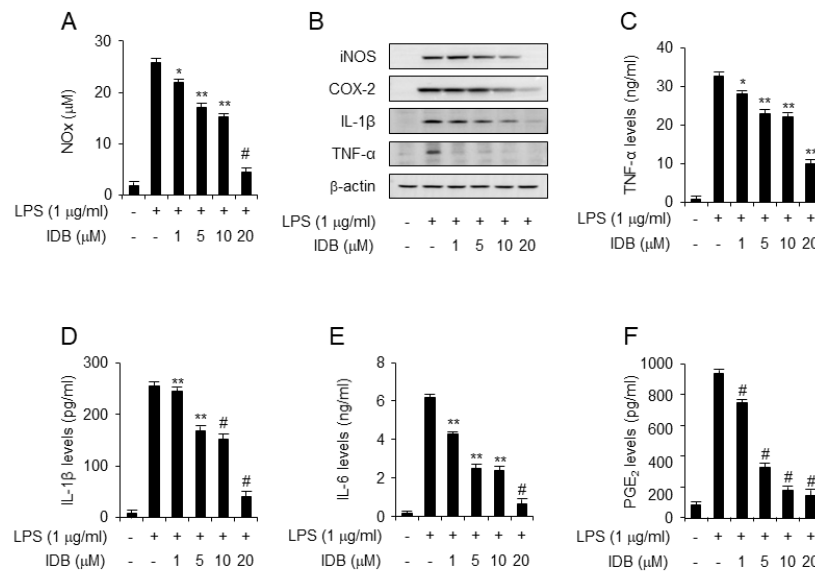 A
NOx (μM)
26
20
10
0
*
**
**
#
LPS (1 μg/ml) - + + + + +
IDB (μM) - - 1 5 10 20
B
iNOS
COX-2
IL-1β
TNF-α
β-actin
LPS (1 μg/ml) - + + + + +
IDB (μM) - - 1 5 10 20
C
TNF-α levels (ng/ml)
40
30
20
10
0
*
**
**
**
LPS (1 μg/ml) - + + + + +
IDB (μM) - - 1 5 10 20
D
IL-1β levels (pg/ml)
300
200
90
0
**
**
#
#
LPS (1 μg/ml) - + + + + +
IDB (μM) - - 1 5 10 20
E
IL-6 levels (ng/ml)
8
6
4
2
0
**
**
**
#
LPS (1 μg/ml) - + + + + +
IDB (μM) - - 1 5 10 20
F
PGE₂ levels (pg/ml)
1000
800
600
400
200
0
#
#
#
#
LPS (1 μg/ml) - + + + + +
IDB (μM) - - 1 5 10 20